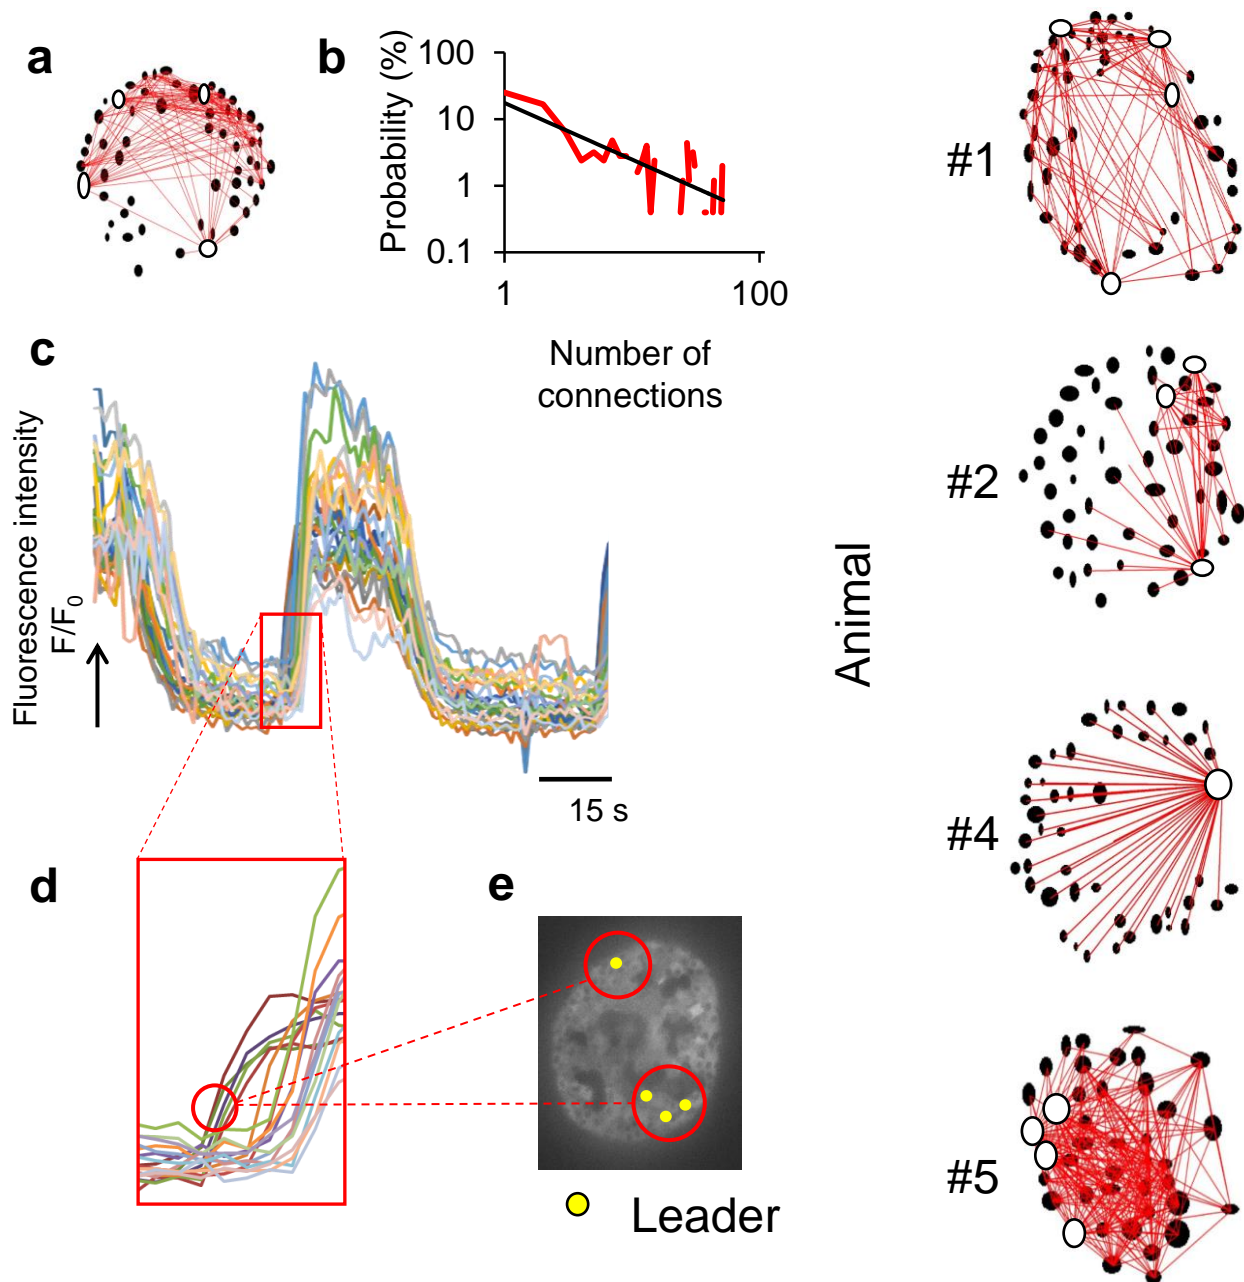 a
b
Probability (%)
100
10
1
0.1
1
100
Number of
connections
c
Fluorescence intensity
F/F0
15 s
d
e
Leader
Animal
#1
#2
#4
#5